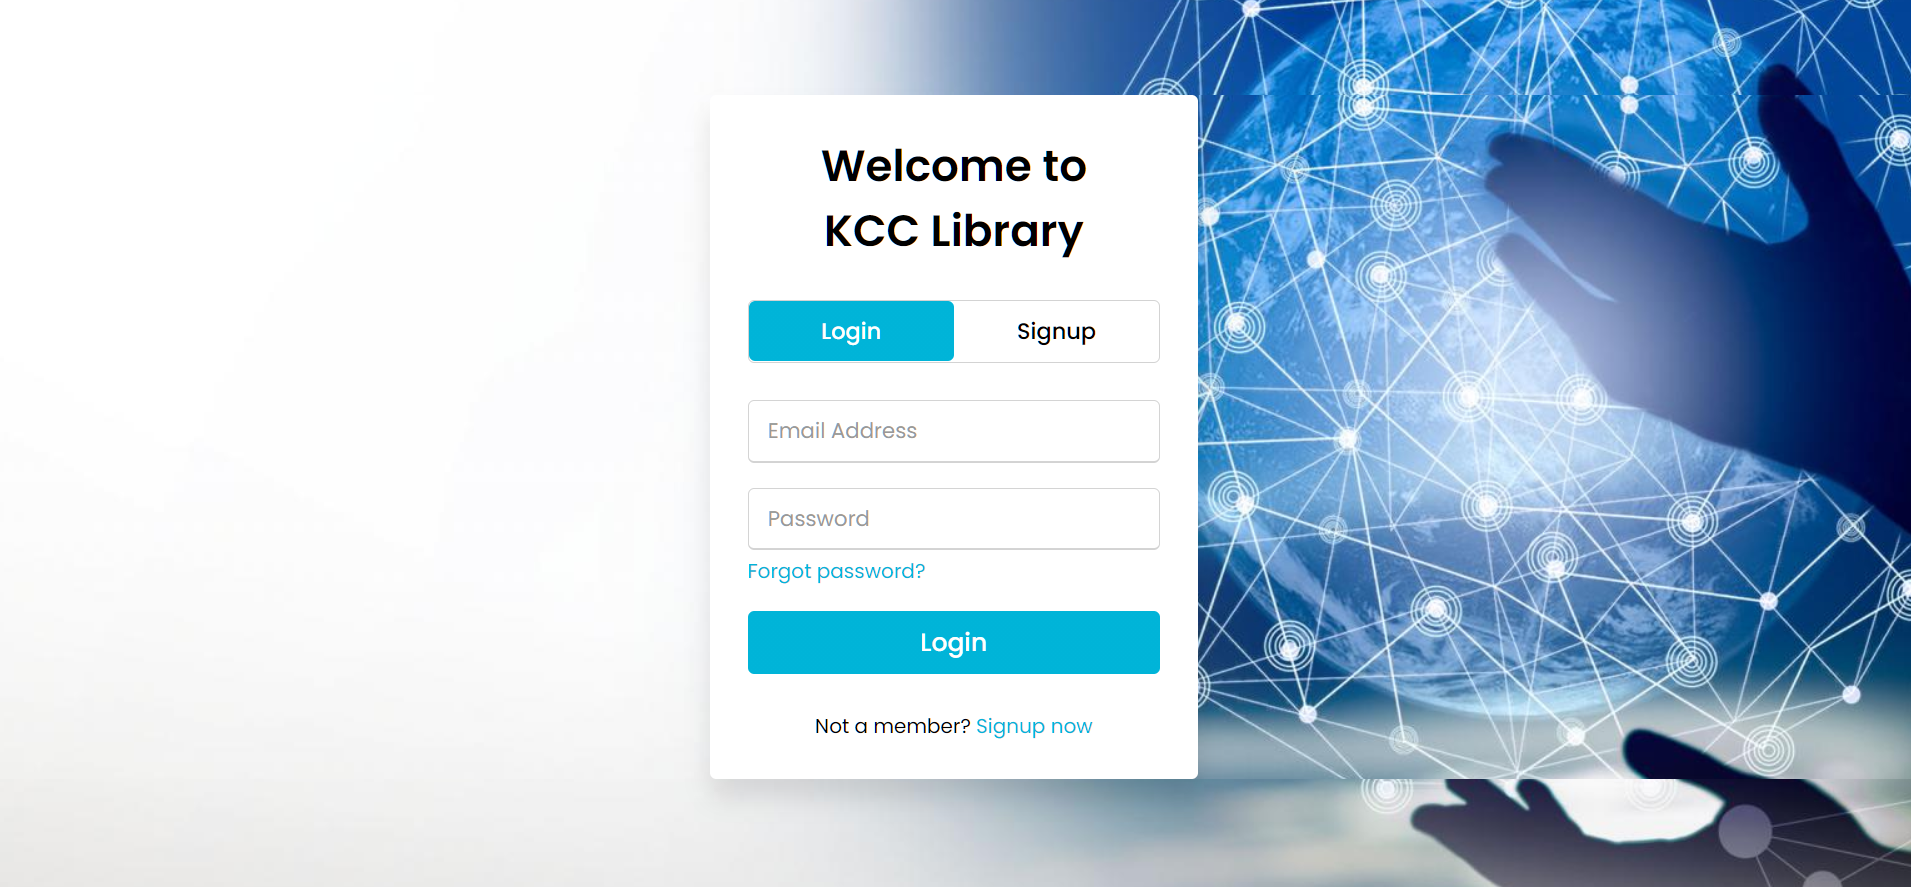 Welcome to
KCC Library
Login Signup
Email Address
Password
Forgot password?
Login
Not a member? Signup now